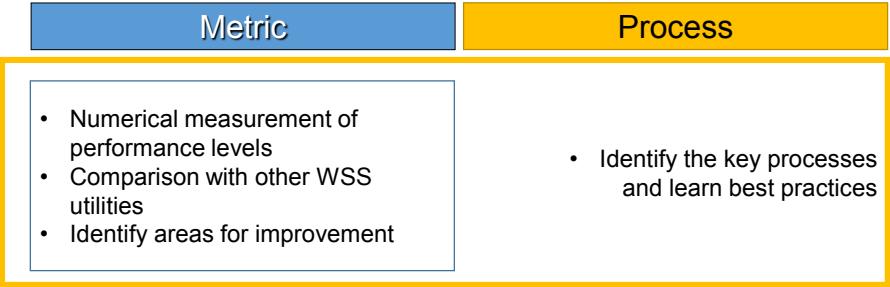 Metric
Process
• Numerical measurement of
performance levels
• Comparison with other WSS
utilities
• Identify areas for improvement
• Identify the key processes
and learn best practices